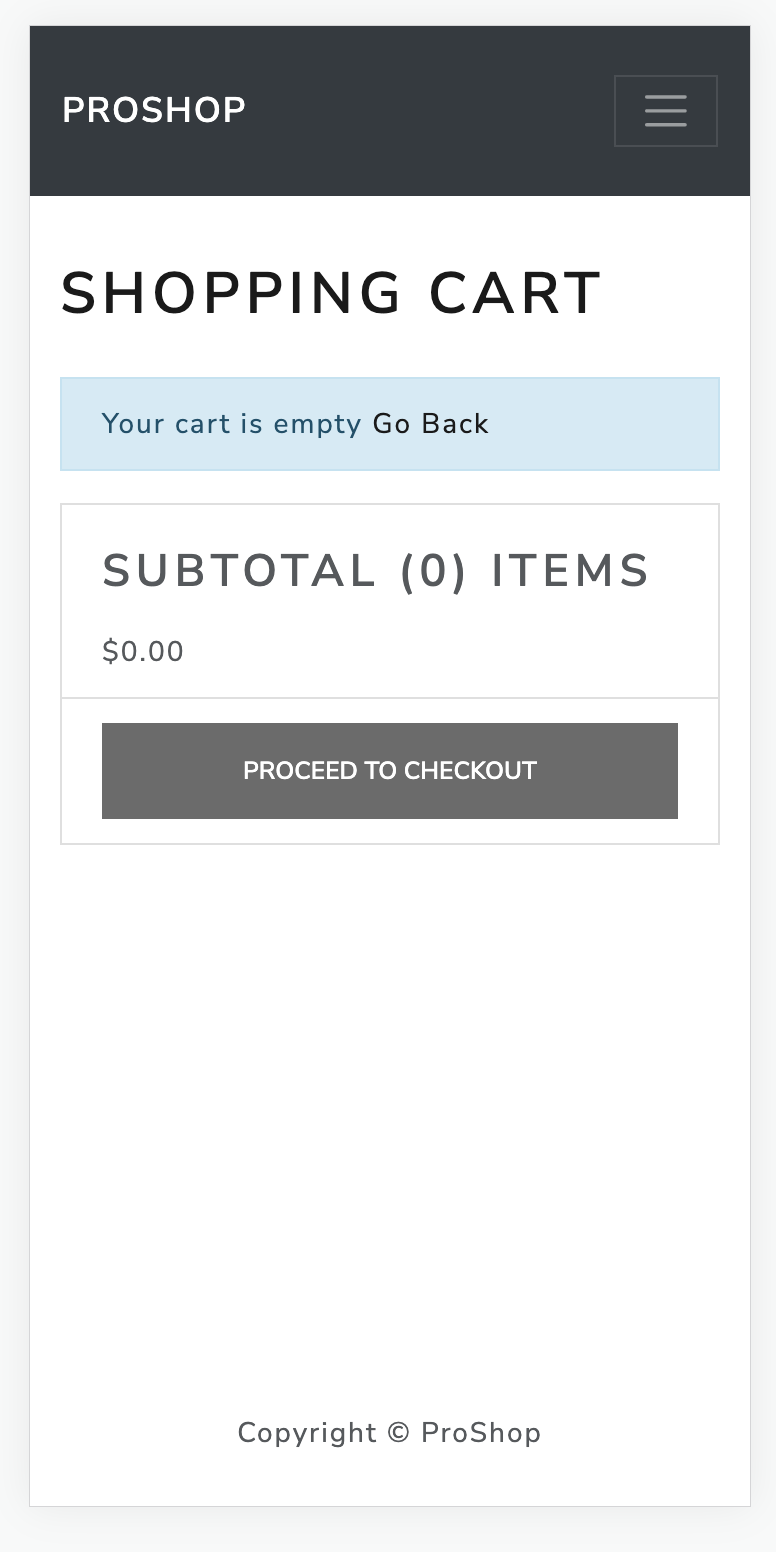 PROSHOP
SHOPPING CART
Your cart is empty Go Back
SUBTOTAL (0) ITEMS
$0.00
PROCEED TO CHECKOUT
Copyright © ProShop